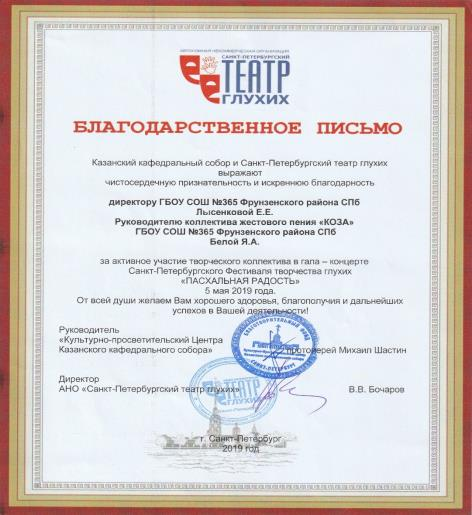 АВТОНОМНАЯ НЕКОММЕРЧЕСКАЯ ОРГАНИЗАЦИЯ
САНКТ-ПЕТЕРБУРГСКИЙ
ТЕАТР
ГЛУХИХ
БЛАГОДАРСТВЕННОЕ ПИСЬМО
Казанский кафедральный собор и Санкт-Петербургский театр глухих
выражают
чистосердечную признательность и искреннюю благодарность
директору ГБОУ СОШ №365 Фрунзенского района СПб
Лысенковой Е.Е.
Руководителю коллектива жестового пения «КОЗА»
ГБОУ СОШ №365 Фрунзенского района СПб
Белой Я.А.
за активное участие творческого коллектива в гала – концерте
Санкт-Петербургского Фестиваля творчества глухих
«ПАСХАЛЬНАЯ РАДОСТЬ»
5 мая 2019 года.
От всей души желаем Вам хорошего здоровья, благополучия и дальнейших
успехов в Вашей деятельности!
Руководитель
«Культурно-просветительский Центра
Казанского кафедрального собора» протоиерей Михаил Шастин
Директор
АНО «Санкт-Петербургский театр глухих» В.В. Бочаров
ТЕАТР
ГЛУХИХ
г. Санкт-Петербург
2019 год